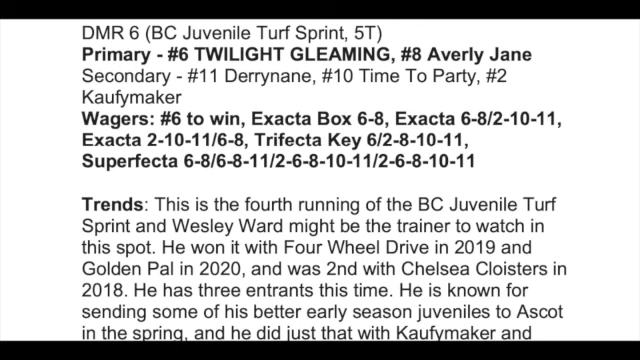 DMR 6 (BC Juvenile Turf Sprint, 5T)
Primary - #6 TWILIGHT GLEAMING, #8 Averly Jane
Secondary - #11 Derrynane, #10 Time To Party, #2
Kaufymaker
Wagers: #6 to win, Exacta Box 6-8, Exacta 6-8/2-10-11,
Exacta 2-10-11/6-8, Trifecta Key 6/2-8-10-11,
Superfecta 6-8/6-8-11/2-6-8-10-11/2-6-8-10-11
Trends: This is the fourth running of the BC Juvenile Turf
Sprint and Wesley Ward might be the trainer to watch in
this spot. He won it with Four Wheel Drive in 2019 and
Golden Pal in 2020, and was 2nd with Chelsea Cloisters in
2018. He has three entrants this time. He is known for
sending some of his better early season juveniles to Ascot
in the spring, and he did just that with Kaufymaker and